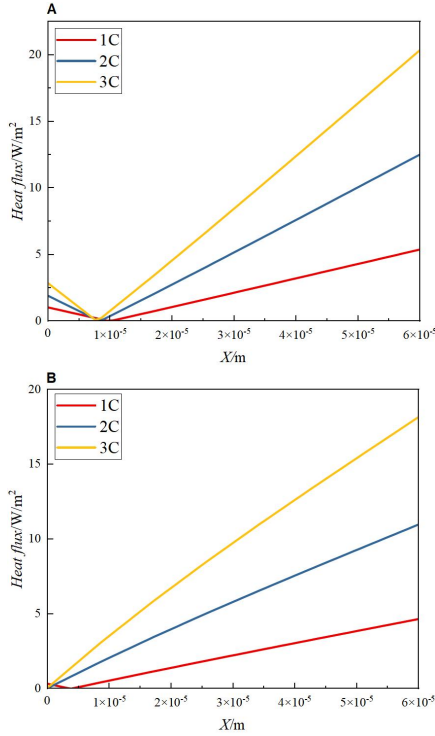 A
Heat flux/W/m²
25
20
15
10
5
0
1C
2C
3C
0 1×10⁻⁵ 2×10⁻⁵ 3×10⁻⁵ 4×10⁻⁵ 5×10⁻⁵ 6×10⁻⁵
X/m
B
Heat flux/W/m²
20
15
10
5
0
1C
2C
3C
0 1×10⁻⁵ 2×10⁻⁵ 3×10⁻⁵ 4×10⁻⁵ 5×10⁻⁵ 6×10⁻⁵
X/m